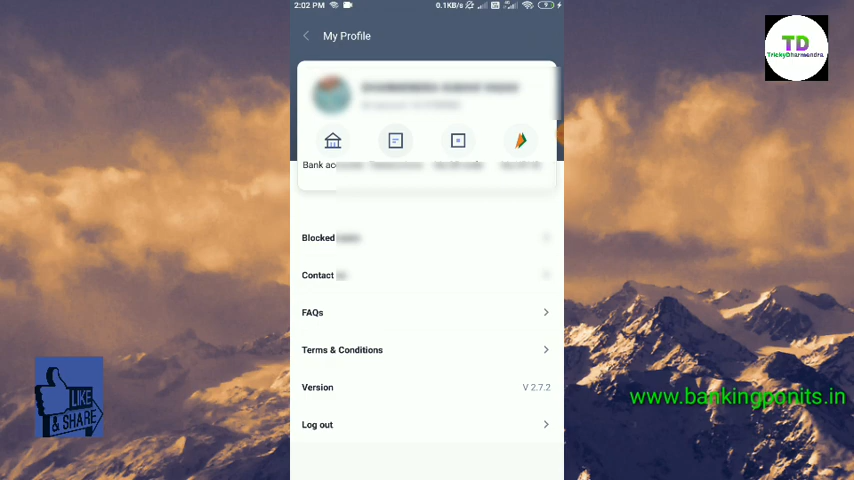 2:02 PM
0.1KB/s
My Profile
TD
TrickyDharmendra
Bank
Blocked
Contact
FAQs
Terms & Conditions
Version
V 2.7.2
Log out
LIKE
& SHARE
www.bankingponits.in